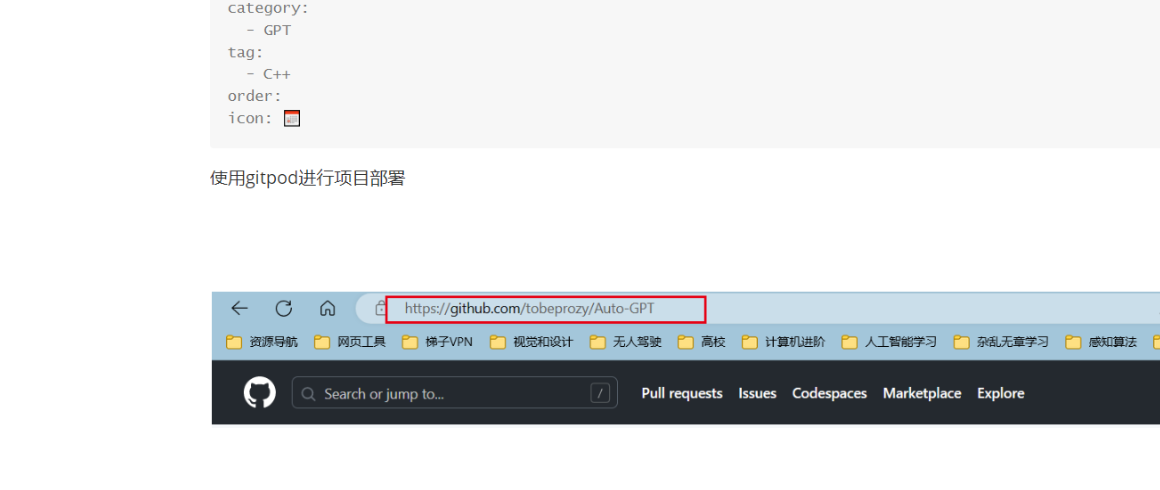 category:
- GPT
tag:
- C++
order:
icon:
使用gitpod进行项目部署
https://github.com/tobeprozy/Auto-GPT
资源导航 网页工具 梯子VPN 视觉和设计 无人驾驶 高校 计算机进阶 人工智能学习 杂乱无章学习 感知算法
Search or jump to... / Pull requests Issues Codespaces Marketplace Explore